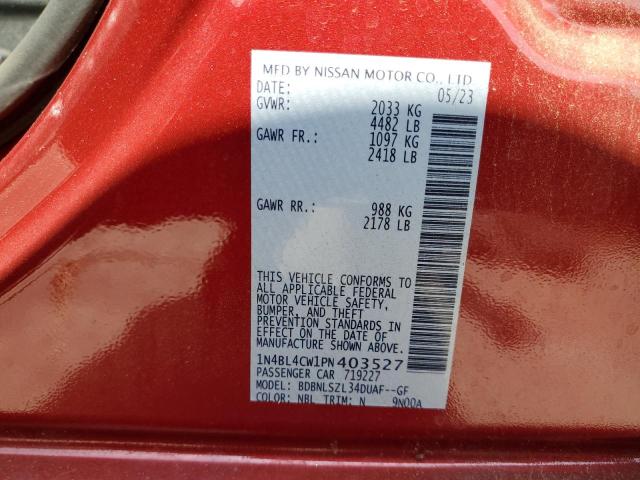 MFD BY NISSAN MOTOR CO., LTD
DATE: 05/23
GVWR: 2033 KG
4482 LB
GAWR FR.: 1097 KG
2418 LB
GAWR RR.: 988 KG
2178 LB
THIS VEHICLE CONFORMS TO
ALL APPLICABLE FEDERAL
MOTOR VEHICLE SAFETY,
BUMPER, AND THEFT
PREVENTION STANDARDS IN
EFFECT ON THE DATE OF
MANUFACTURE SHOWN ABOVE.
1N4BL4CW1PN403527
PASSENGER CAR 719227
MODEL: BDBNLSZL34DUAF--GF
COLOR: NBL TRIM: N 9N00A